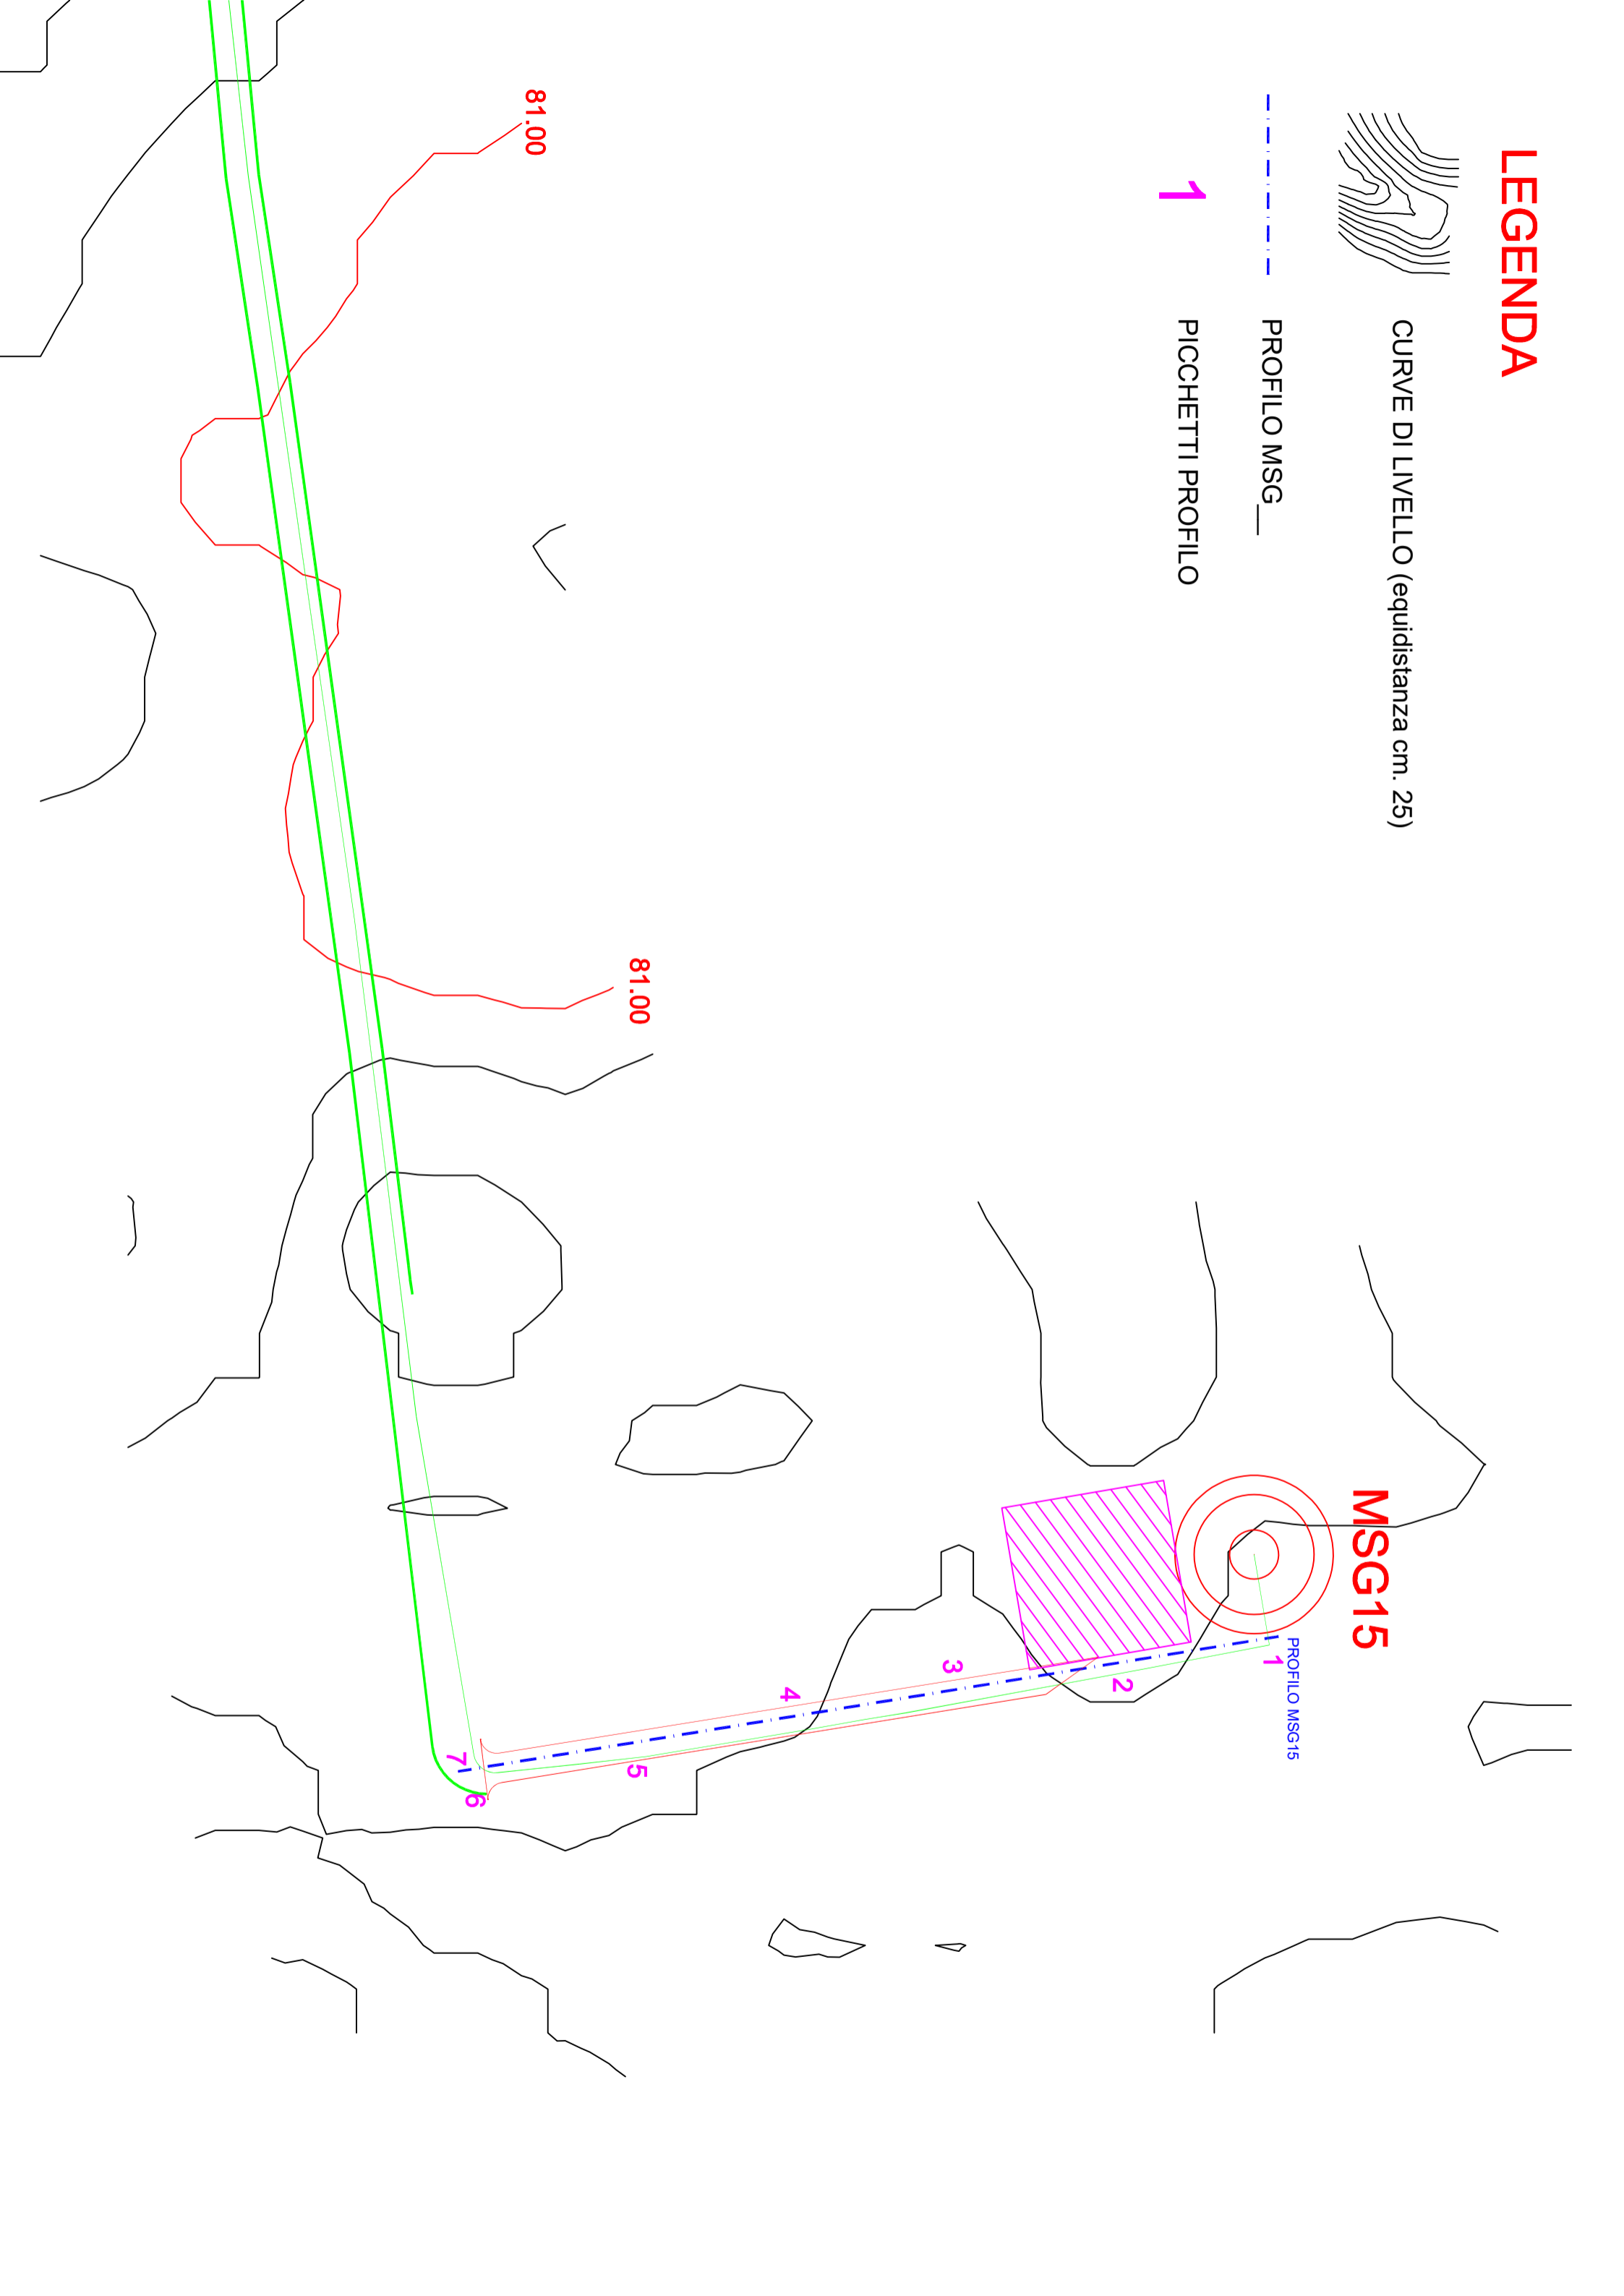 LEGENDA
CURVE DI LIVELLO (equidistanza cm. 25)
PROFILO MSG__
1
PICCHETTI PROFILO
81.00
81.00
MSG15
PROFILO MSG15
1
2
3
4
5
6
7